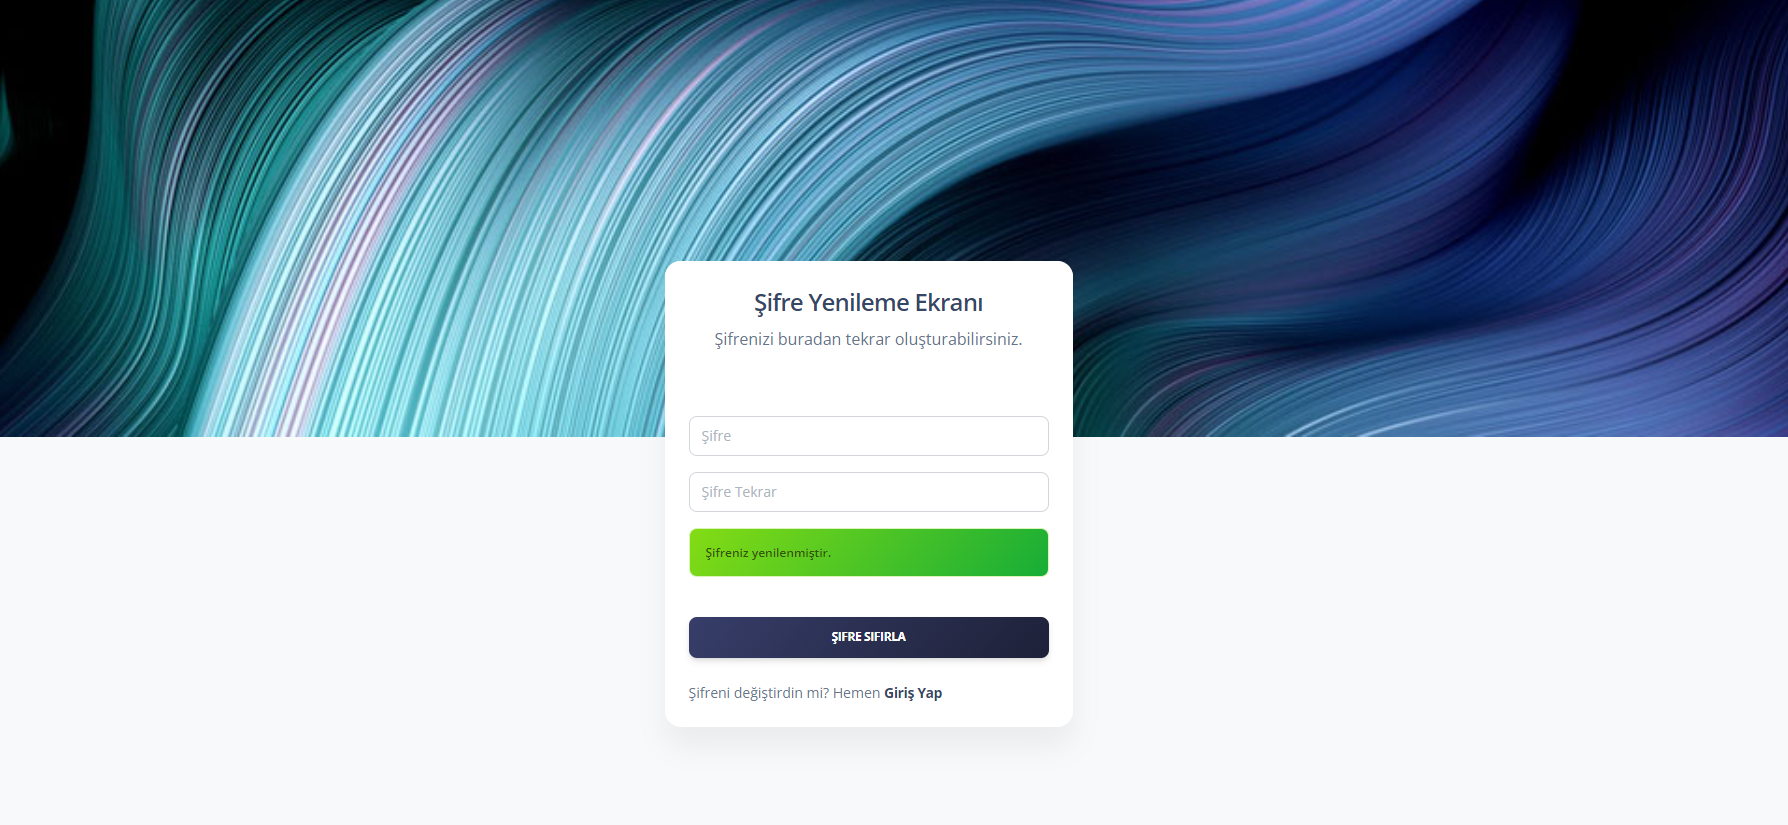 Şifre Yenileme Ekranı
Şifrenizi buradan tekrar oluşturabilirsiniz.
Şifre
Şifre Tekrar
Şifreniz yenilenmiştir.
ŞIFRE SIFIRLA
Şifreni değiştirdin mi? Hemen Giriş Yap